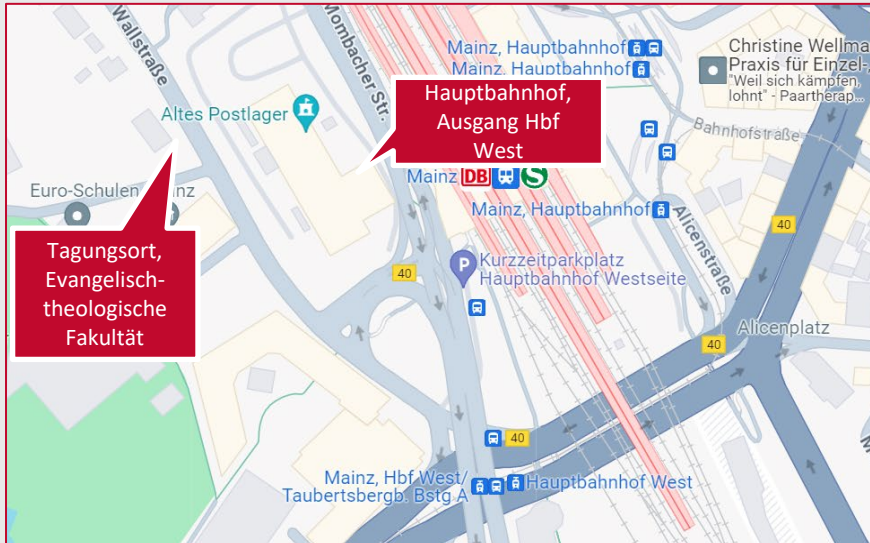 Wallstraße
Mombacher Str.
Mainz, Hauptbahnhof
Mainz, Hauptbahnhof
Christine Wellma
Praxis für Einzel-,
"Weil sich kämpfen,
lohnt" - Paartherap...
Altes Postlager
Hauptbahnhof,
Ausgang Hbf
West
Bahnhofstraße
Mainz DB S
Euro-Schulen
nz
Mainz, Hauptbahnhof
Alicenstraße
40
Tagungsort,
Evangelisch-
theologische
Fakultät
40
P
Kurzzeitparkplatz
Hauptbahnhof Westseite
Alicenplatz
40
40
Mainz, Hbf West/
Taubertsbergb. Bstg A
Hauptbahnhof West